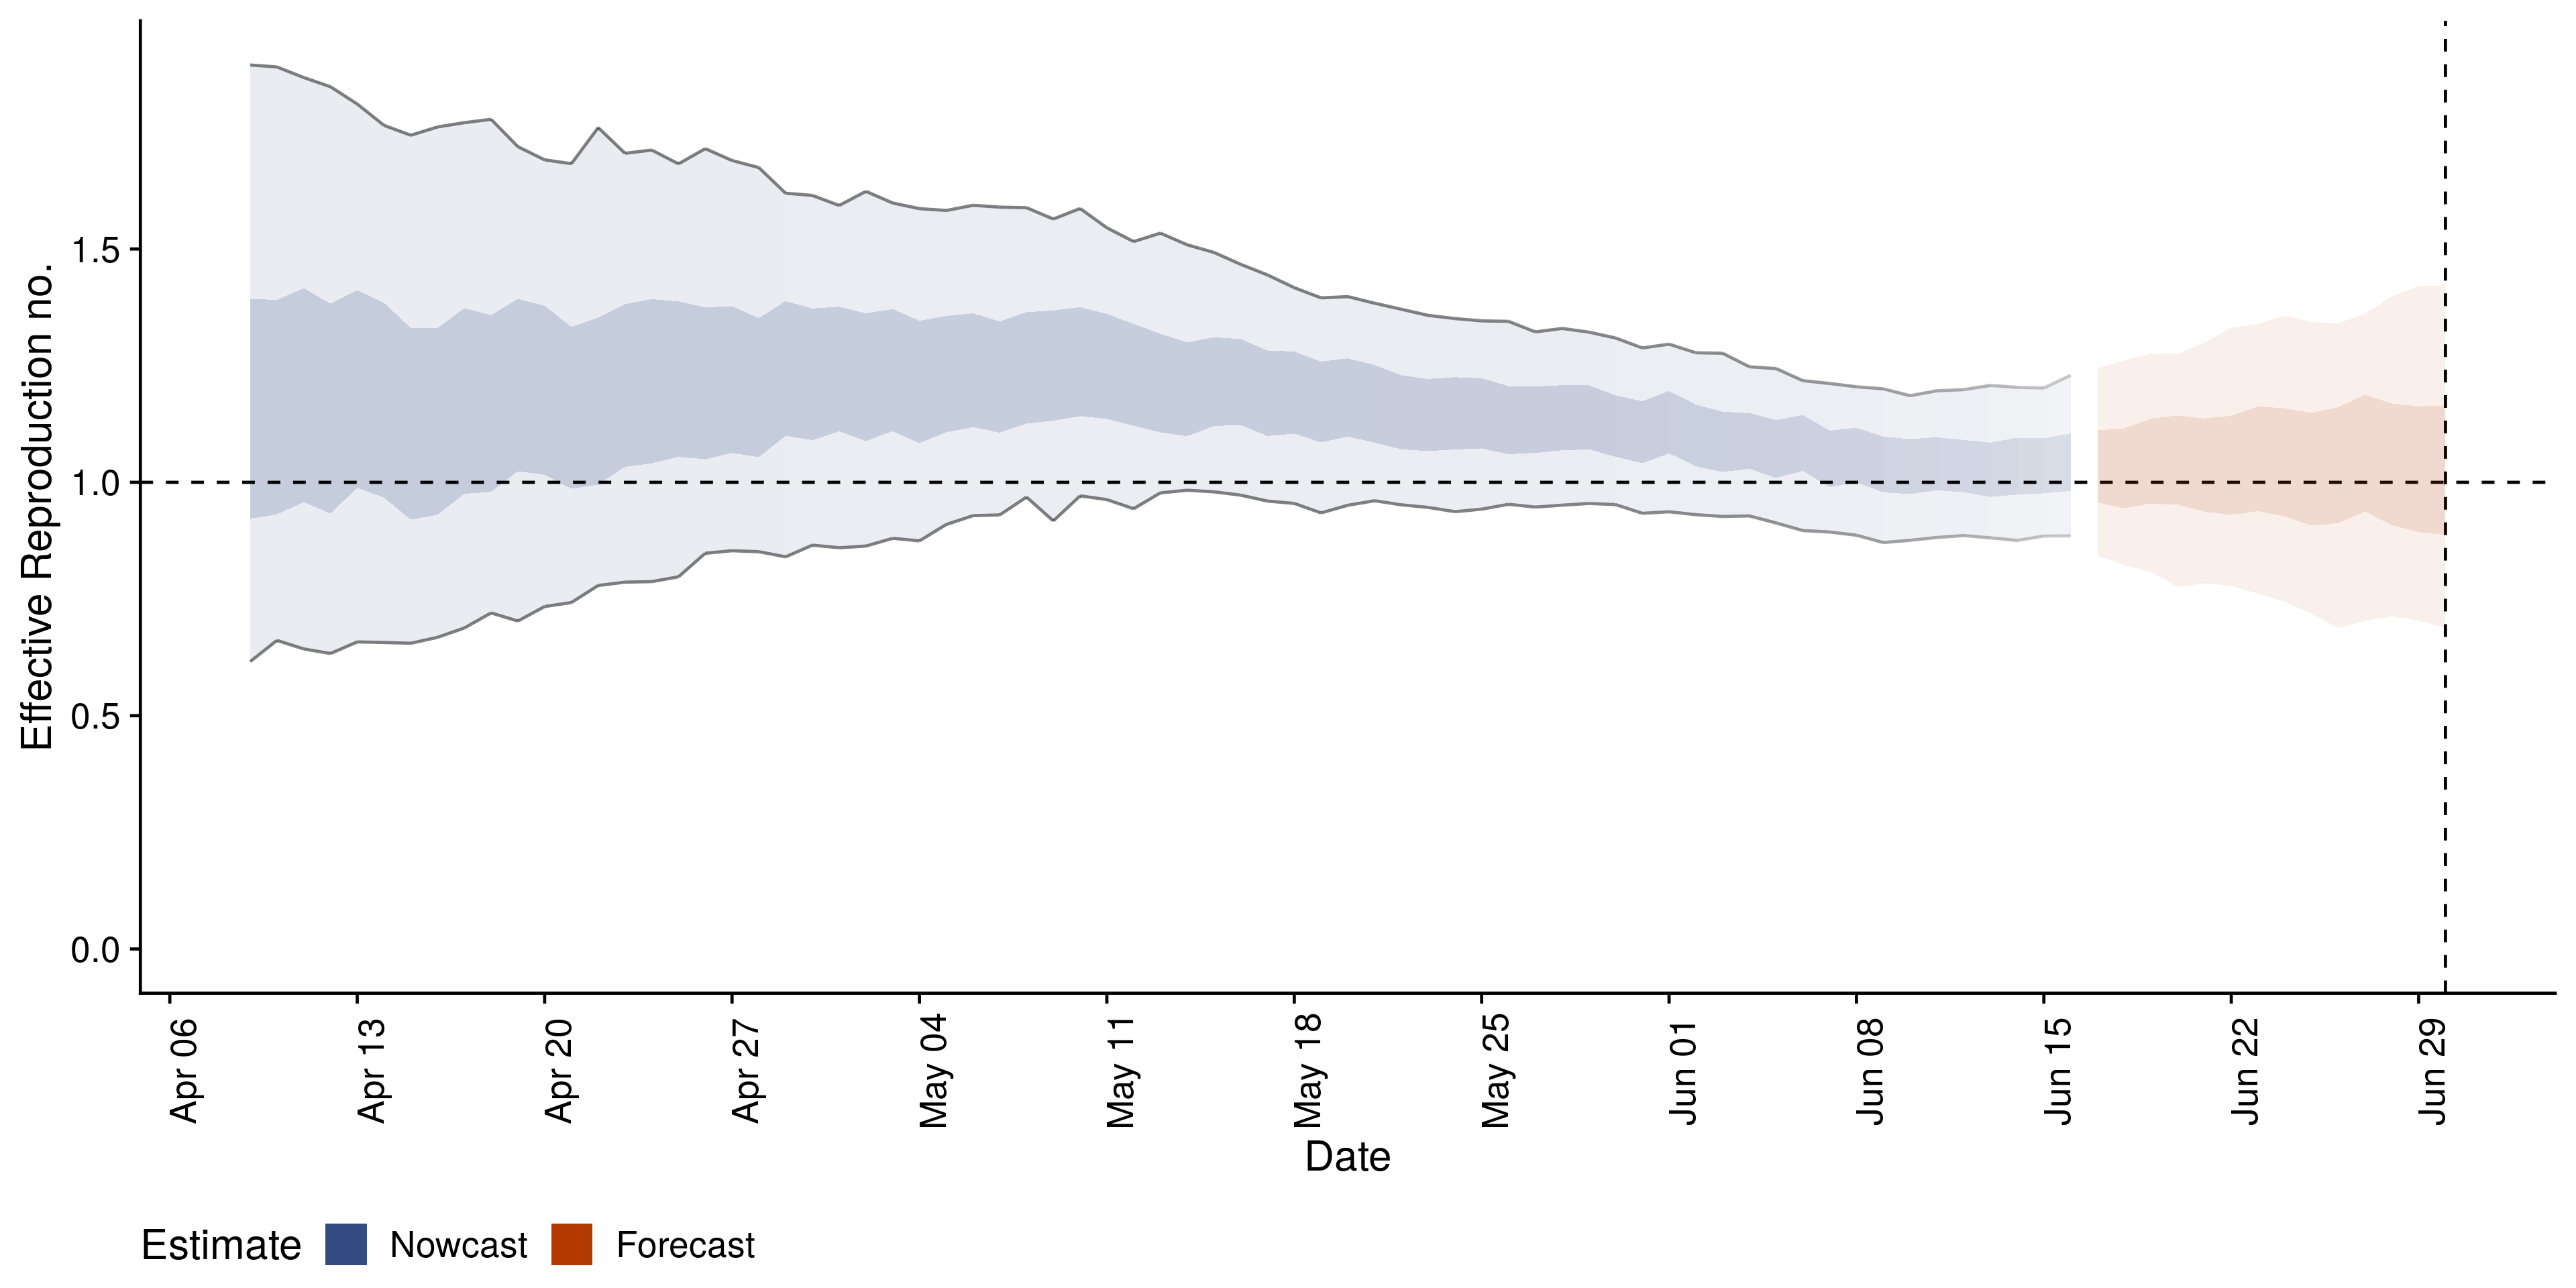 Effective Reproduction no.
1.5
1.0
0.5
0.0
Apr 06
Apr 13
Apr 20
Apr 27
May 04
May 11
May 18
May 25
Jun 01
Jun 08
Jun 15
Jun 22
Jun 29
Date
Estimate Nowcast Forecast